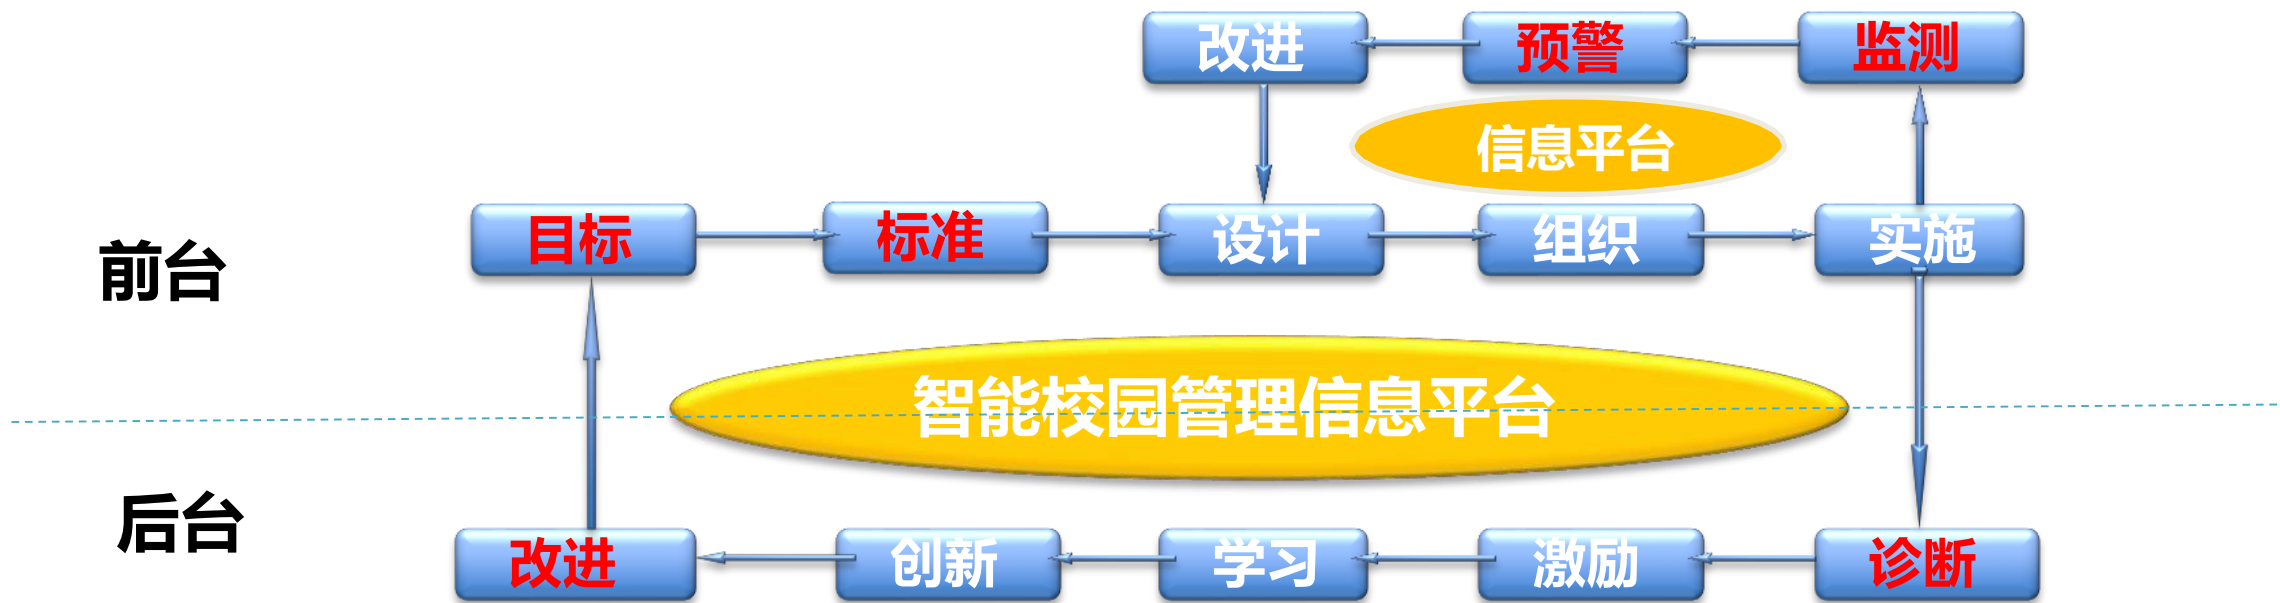 改进
预警
监测
信息平台
目标
标准
设计
组织
实施
前台
智能校园管理信息平台
后台
改进
创新
学习
激励
诊断